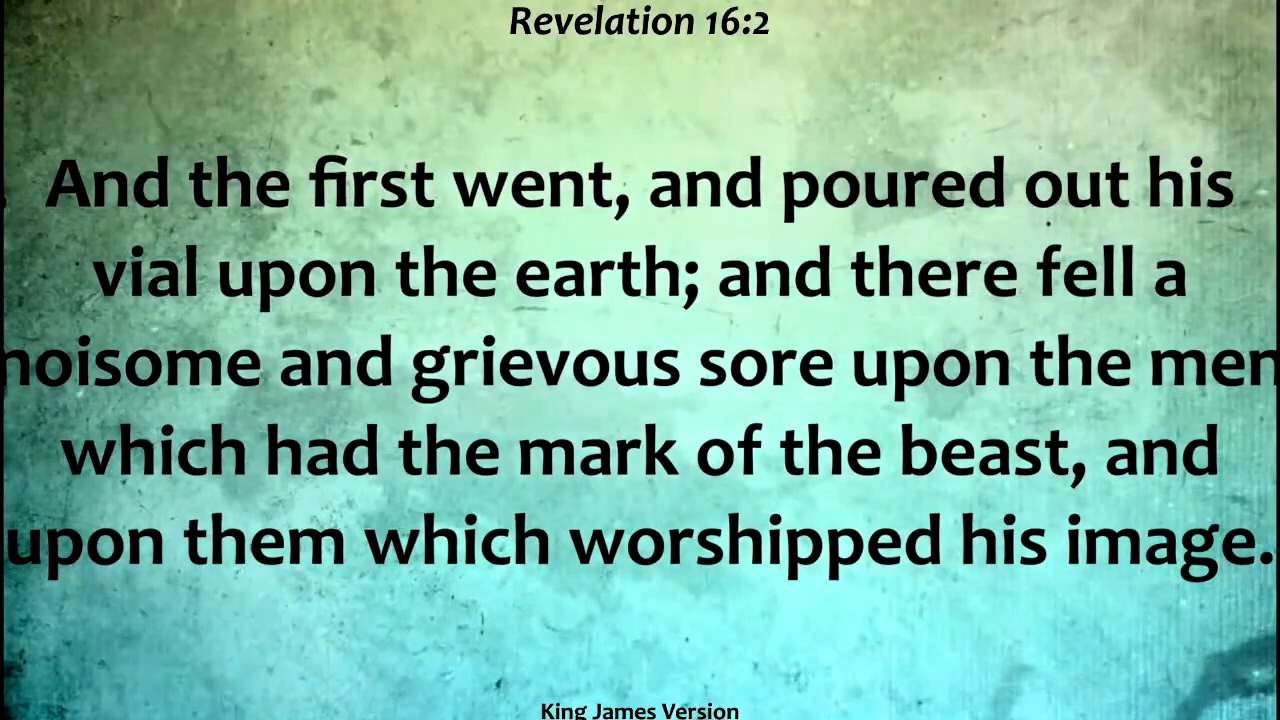 Revelation 16:2
And the first went, and poured out his
vial upon the earth; and there fell a
noisome and grievous sore upon the men
which had the mark of the beast, and
upon them which worshipped his image.
King James Version